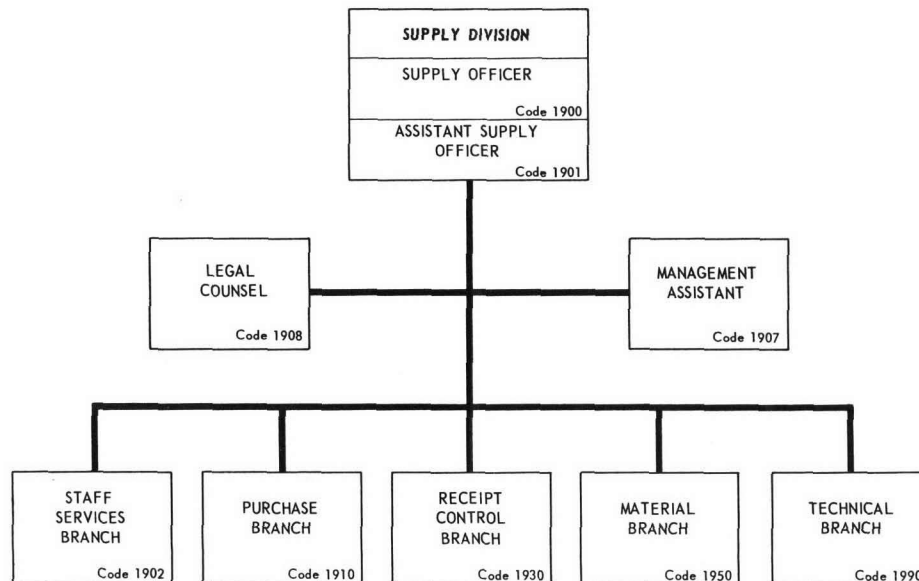 SUPPLY DIVISION
SUPPLY OFFICER
Code 1900
ASSISTANT SUPPLY
OFFICER
Code 1901
LEGAL
COUNSEL
Code 1908
MANAGEMENT
ASSISTANT
Code 1907
STAFF
SERVICES
BRANCH
Code 1902
PURCHASE
BRANCH
Code 1910
RECEIPT
CONTROL
BRANCH
Code 1930
MATERIAL
BRANCH
Code 1950
TECHNICAL
BRANCH
Code 1990